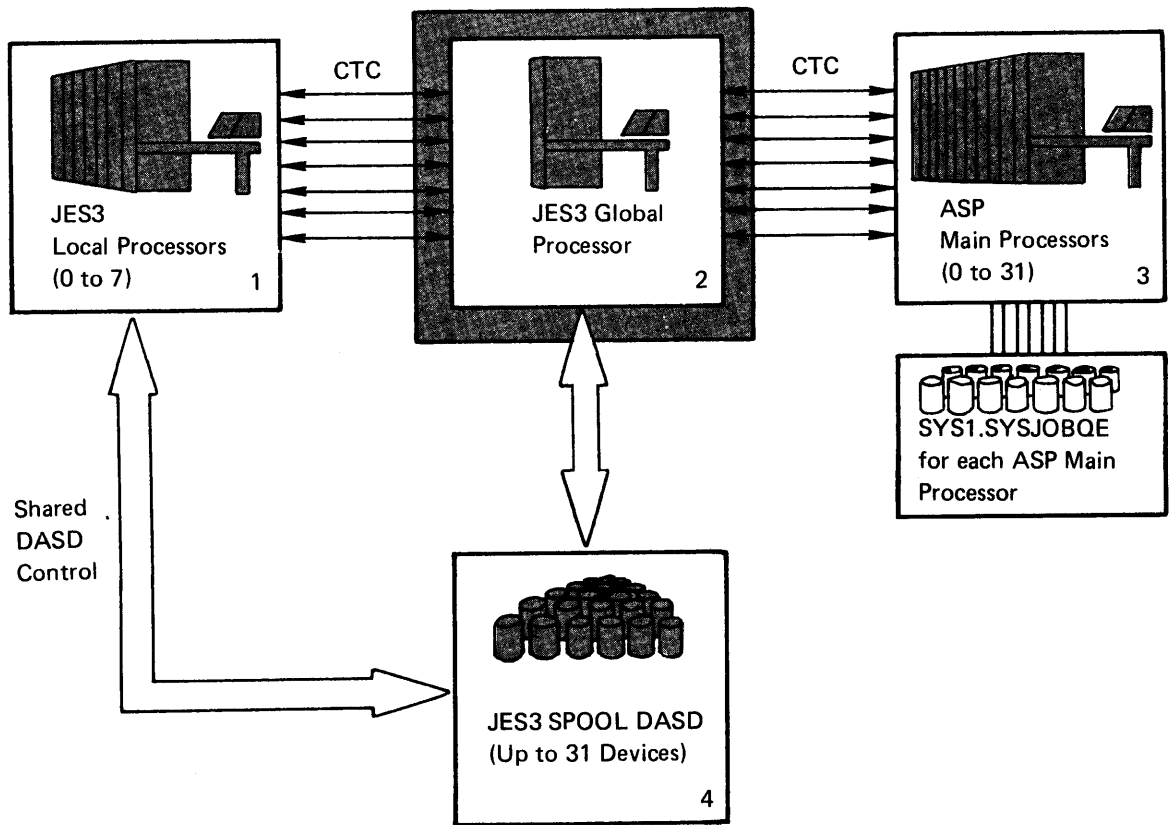 CTC
CTC
JES3
Local Processors
(0 to 7)
1
JES3 Global
Processor
2
ASP
Main Processors
(0 to 31)
3
SYS1.SYSJOBQE
for each ASP Main
Processor
Shared
DASD
Control
JES3 SPOOL DASD
(Up to 31 Devices)
4